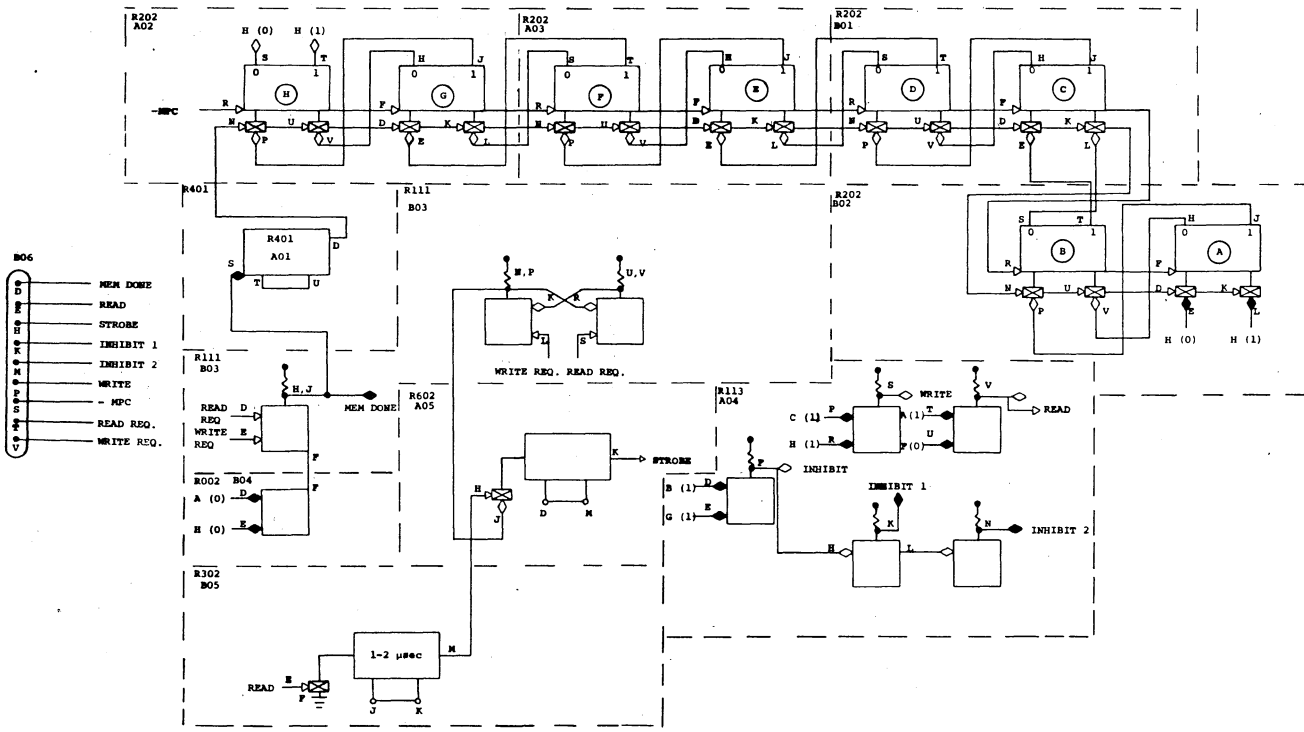 R202
A02
R202
A03
R202
B01
H (0) H (1)
S T H J S T H J S T H J
0 1 0 1 0 1 0 1 0 1 0 1
H G F E D C
-MPC
R F R F R F
N U D K N U B K N U D K
P V E L P V E L P V E L
R401
R111
B03
R202
B02
R401
A01
D
S
T U
S T H J
0 1 0 1
B A
R F
N U D K
P V E L
H (0) H (1)
B06
D MEM DONE
E READ
H STROBE
K INHIBIT 1
M INHIBIT 2
P WRITE
S - MPC
READ REQ.
V WRITE REQ.
N,P U,V
K R
L S
WRITE REQ. READ REQ.
R111
B03
H,J
MEM DONE
READ
REQ
D
WRITE
REQ
E
F
R002 B04
A (0) D
F
H (0) E
R602
A05
H
J
K STROBE
D M
R113
A04
S WRITE
C (1) P
H (1) R
V READ
A(1) T
F(0) U
F INHIBIT
B (1) D
G (1) E
INHIBIT 1
K
H L
N INHIBIT 2
R302
B05
1-2 µsec
M
READ E
F
J K